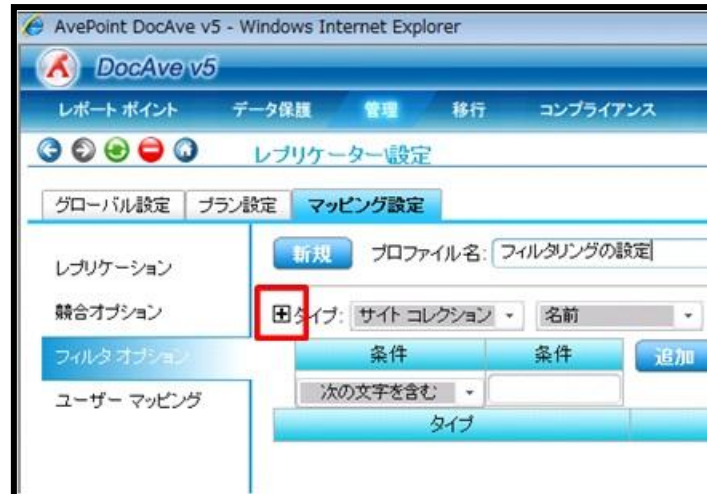 AvePoint DocAve v5 - Windows Internet Explorer
DocAve v5
レポート ポイント データ保護 管理 移行 コンプライアンス
レプリケーター\設定
グローバル設定 プラン設定 マッピング設定
新規 プロファイル名: フィルタリングの設定
レプリケーション
競合オプション
タイプ: サイト コレクション 名前
フィルタ オプション
条件 条件 追加
次の文字を含む
ユーザー マッピング
タイプ